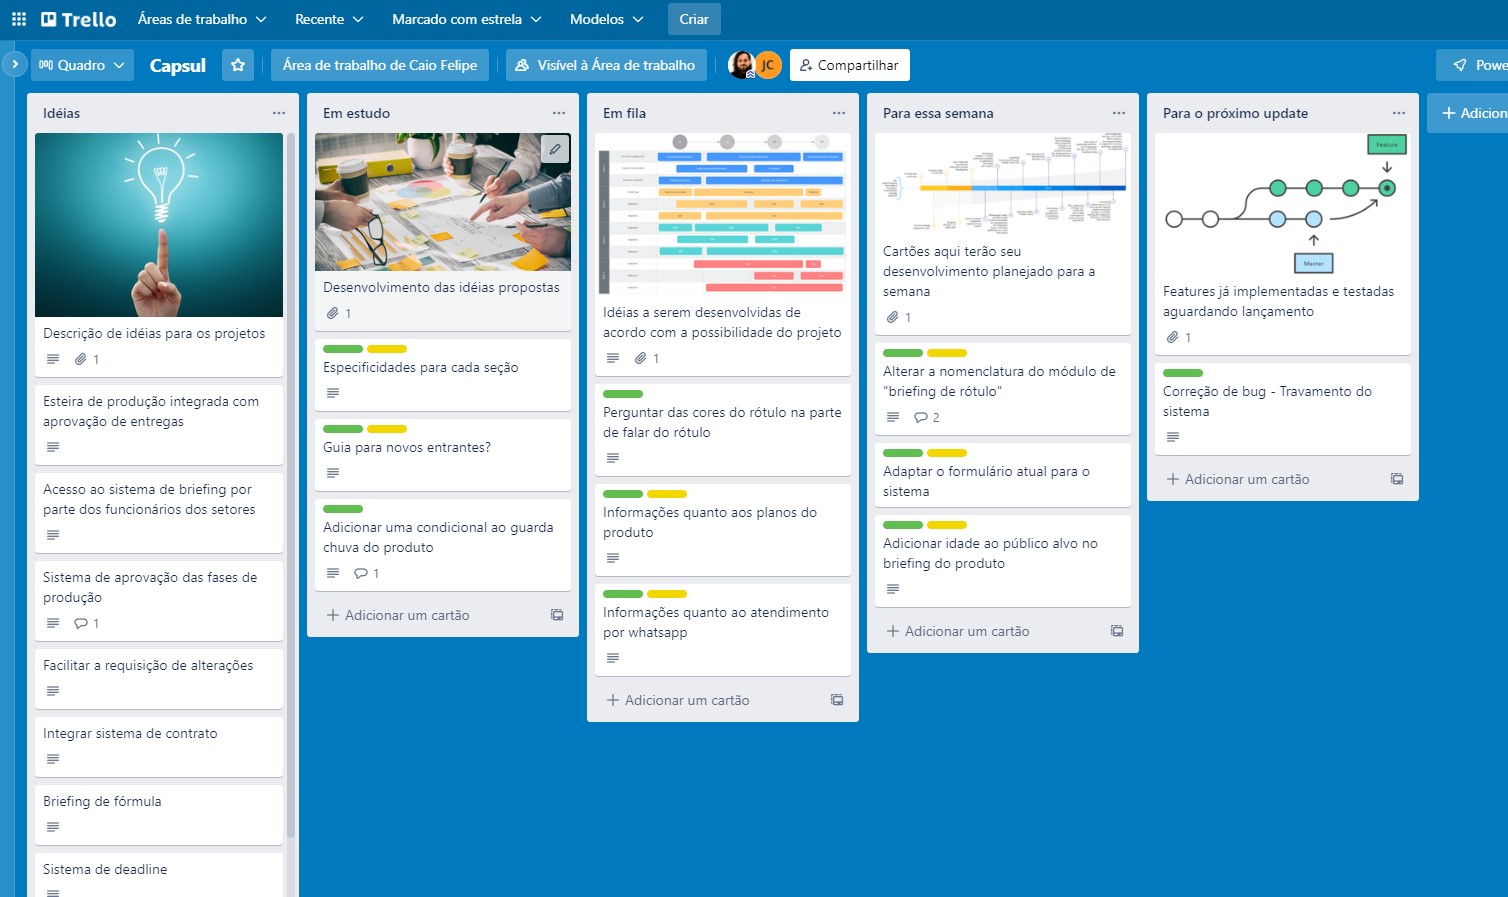 Trello
Áreas de trabalho
Recente
Marcado com estrela
Modelos
Criar
Quadro
Capsul
Área de trabalho de Caio Felipe
Visível à Área de trabalho
JC
Compartilhar
Powe
Idéias
Descrição de idéias para os projetos
1
Esteira de produção integrada com
aprovação de entregas
Acesso ao sistema de briefing por
parte dos funcionários dos setores
Sistema de aprovação das fases de
produção
1
Facilitar a requisição de alterações
Integrar sistema de contrato
Briefing de fórmula
Sistema de deadline
Em estudo
Desenvolvimento das idéias propostas
1
Especificidades para cada seção
Guia para novos entrantes?
Adicionar uma condicional ao guarda
chuva do produto
1
+ Adicionar um cartão
Em fila
Idéias a serem desenvolvidas de
acordo com a possibilidade do projeto
1
Perguntar das cores do rótulo na parte
de falar do rótulo
Informações quanto aos planos do
produto
Informações quanto ao atendimento
por whatsapp
+ Adicionar um cartão
Para essa semana
Cartões aqui terão seu
desenvolvimento planejado para a
semana
1
Alterar a nomenclatura do módulo de
"briefing de rótulo"
2
Adaptar o formulário atual para o
sistema
Adicionar idade ao público alvo no
briefing do produto
+ Adicionar um cartão
Para o próximo update
Feature
Master
Features já implementadas e testadas
aguardando lançamento
1
Correção de bug - Travamento do
sistema
+ Adicionar um cartão
+ Adicion